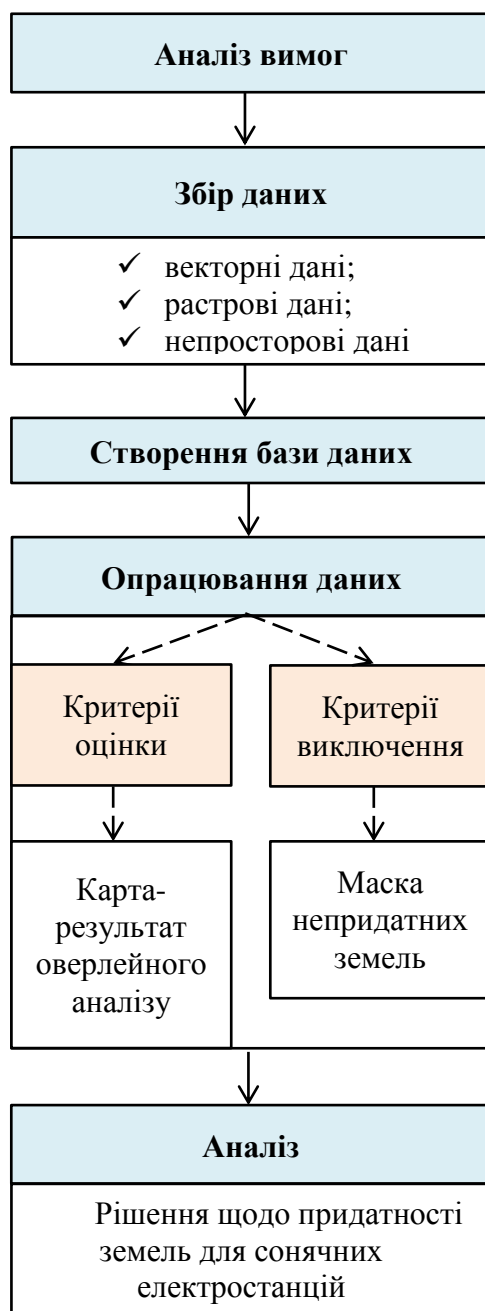 Аналіз вимог
Збір даних
✓ векторні дані;
✓ растрові дані;
✓ непросторові дані
Створення бази даних
Опрацювання даних
Критерії
оцінки
Критерії
виключення
Карта-
результат
оверлейного
аналізу
Маска
непридатних
земель
Аналіз
Рішення щодо придатності
земель для сонячних
електростанцій